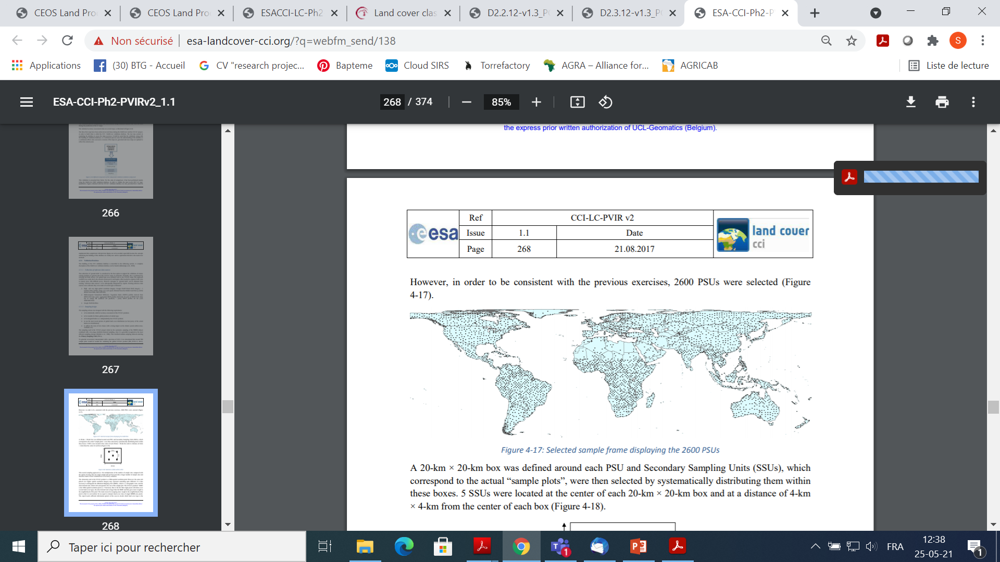 CEOS Land Pro
CEOS Land Pro
ESACCI-LC-Ph2
Land cover clas
D2.2.12-v1.3_P
D2.3.12-v1.3_P
ESA-CCI-Ph2-P
Non sécurisé
esa-landcover-cci.org/?q=webfm_send/138
S
Applications
(30) BTG - Accueil
CV "research projec...
Bapteme
Cloud SIRS
Torrefactory
AGRA – Alliance for...
AGRICAB
Liste de lecture
ESA-CCI-Ph2-PVIRv2_1.1
268 / 374
85%
266
267
268
the express prior written authorization of UCL-Geomatics (Belgium).
esa
Ref
CCI-LC-PVIR v2
Issue
1.1
Date
Page
268
21.08.2017
land cover
cci
However, in order to be consistent with the previous exercises, 2600 PSUs were selected (Figure
4-17).
Figure 4-17: Selected sample frame displaying the 2600 PSUs
A 20-km × 20-km box was defined around each PSU and Secondary Sampling Units (SSUs), which
correspond to the actual “sample plots”, were then selected by systematically distributing them within
these boxes. 5 SSUs were located at the center of each 20-km × 20-km box and at a distance of 4-km
× 4-km from the center of each box (Figure 4-18).
Taper ici pour rechercher
1
FRA
12:38
25-05-21
1